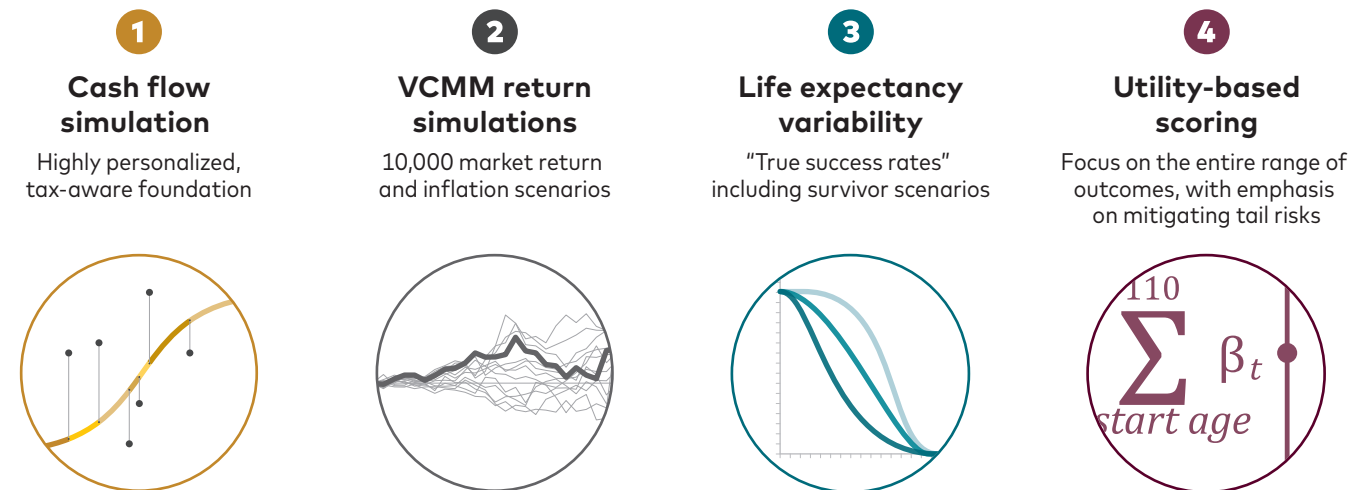 1
Cash flow
simulation
Highly personalized,
tax-aware foundation
2
VCMM return
simulations
10,000 market return
and inflation scenarios
3
Life expectancy
variability
“True success rates”
including survivor scenarios
4
Utility-based
scoring
Focus on the entire range of
outcomes, with emphasis
on mitigating tail risks
110
Σ βt
start age